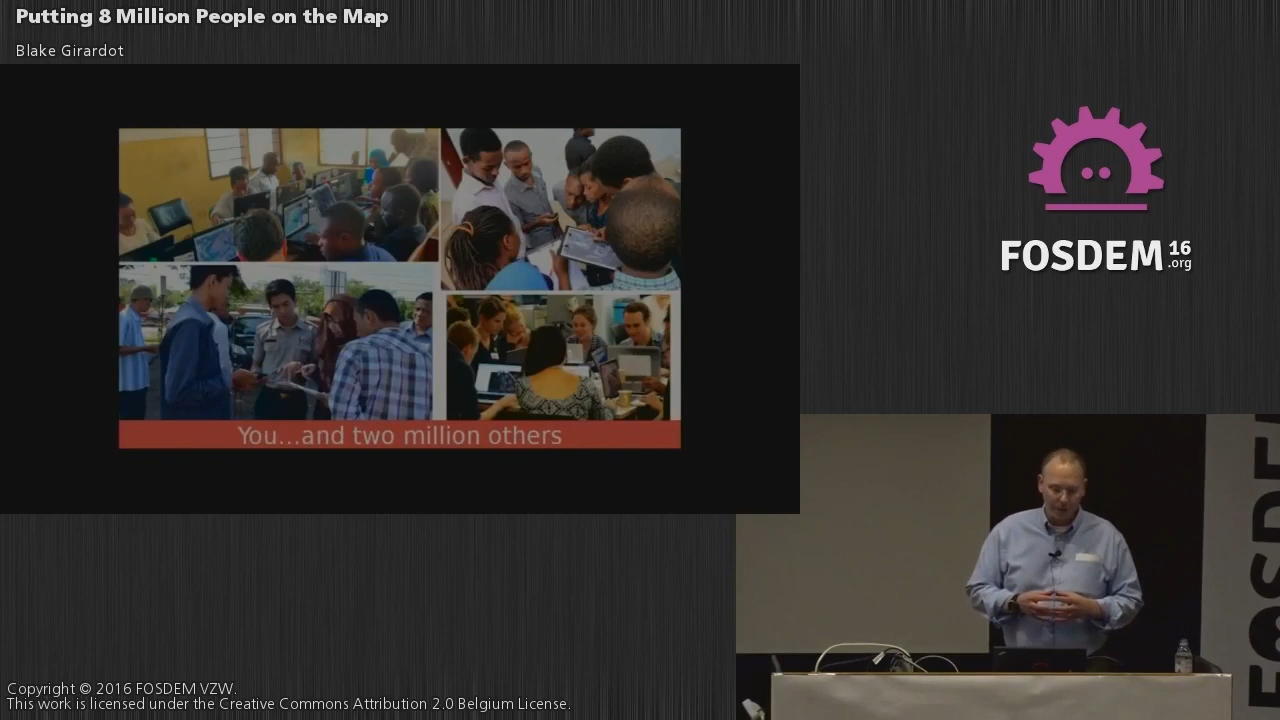 Putting 8 Million People on the Map
Blake Girardot
You...and two million others
FOSDEM 16
.org
FOSDEM
Copyright © 2016 FOSDEM VZW.
This work is licensed under the Creative Commons Attribution 2.0 Belgium License.